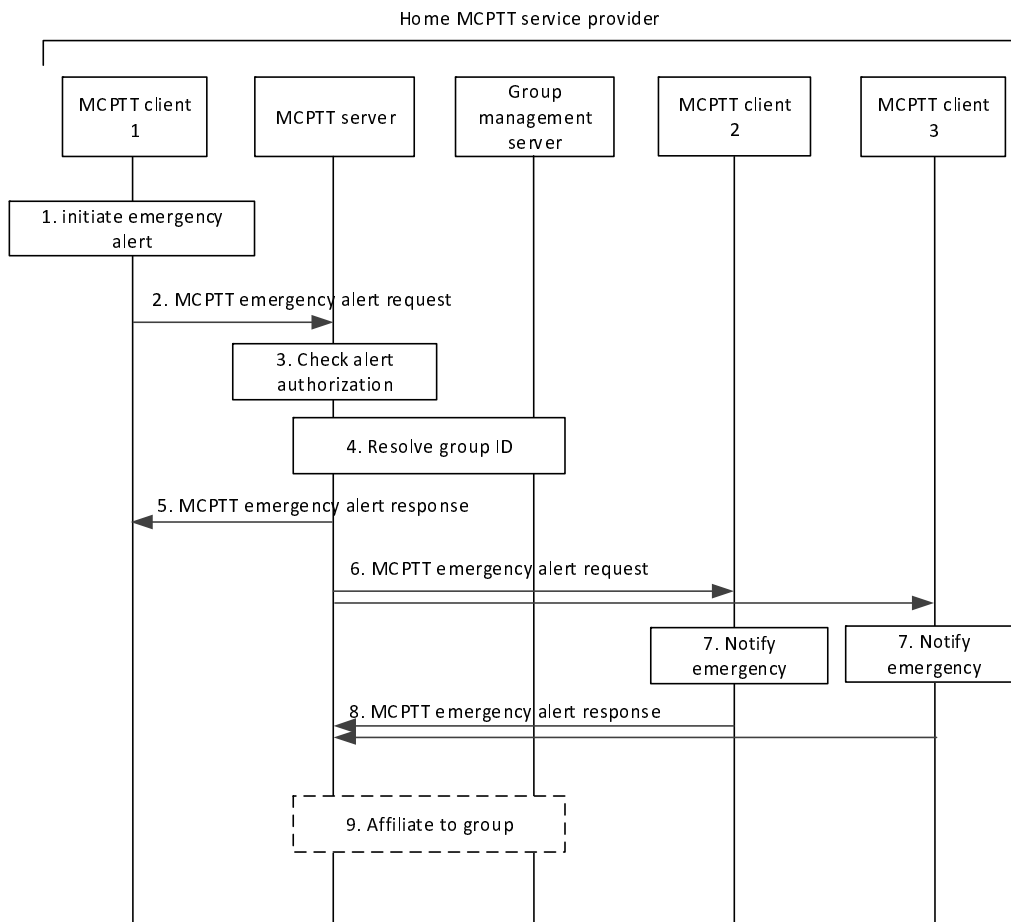 Home MCPTT service provider
MCPTT client
1
MCPTT server
Group
management
server
MCPTT client
2
MCPTT client
3
1. initiate emergency
alert
2. MCPTT emergency alert request
3. Check alert
authorization
4. Resolve group ID
5. MCPTT emergency alert response
6. MCPTT emergency alert request
7. Notify
emergency
7. Notify
emergency
8. MCPTT emergency alert response
9. Affiliate to group